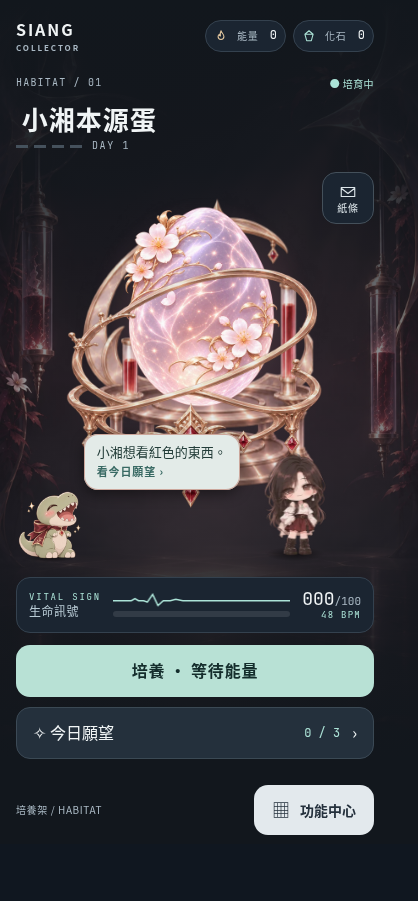 SIANG
COLLECTOR
能量 0
化石 0
HABITAT / 01
培育中
小湘本源蛋
DAY 1
紙條
小湘想看紅色的東西。
看今日願望 ›
VITAL SIGN
生命訊號
000/100
48 BPM
培養 · 等待能量
✧ 今日願望
0 / 3 ›
培養架 / HABITAT
功能中心